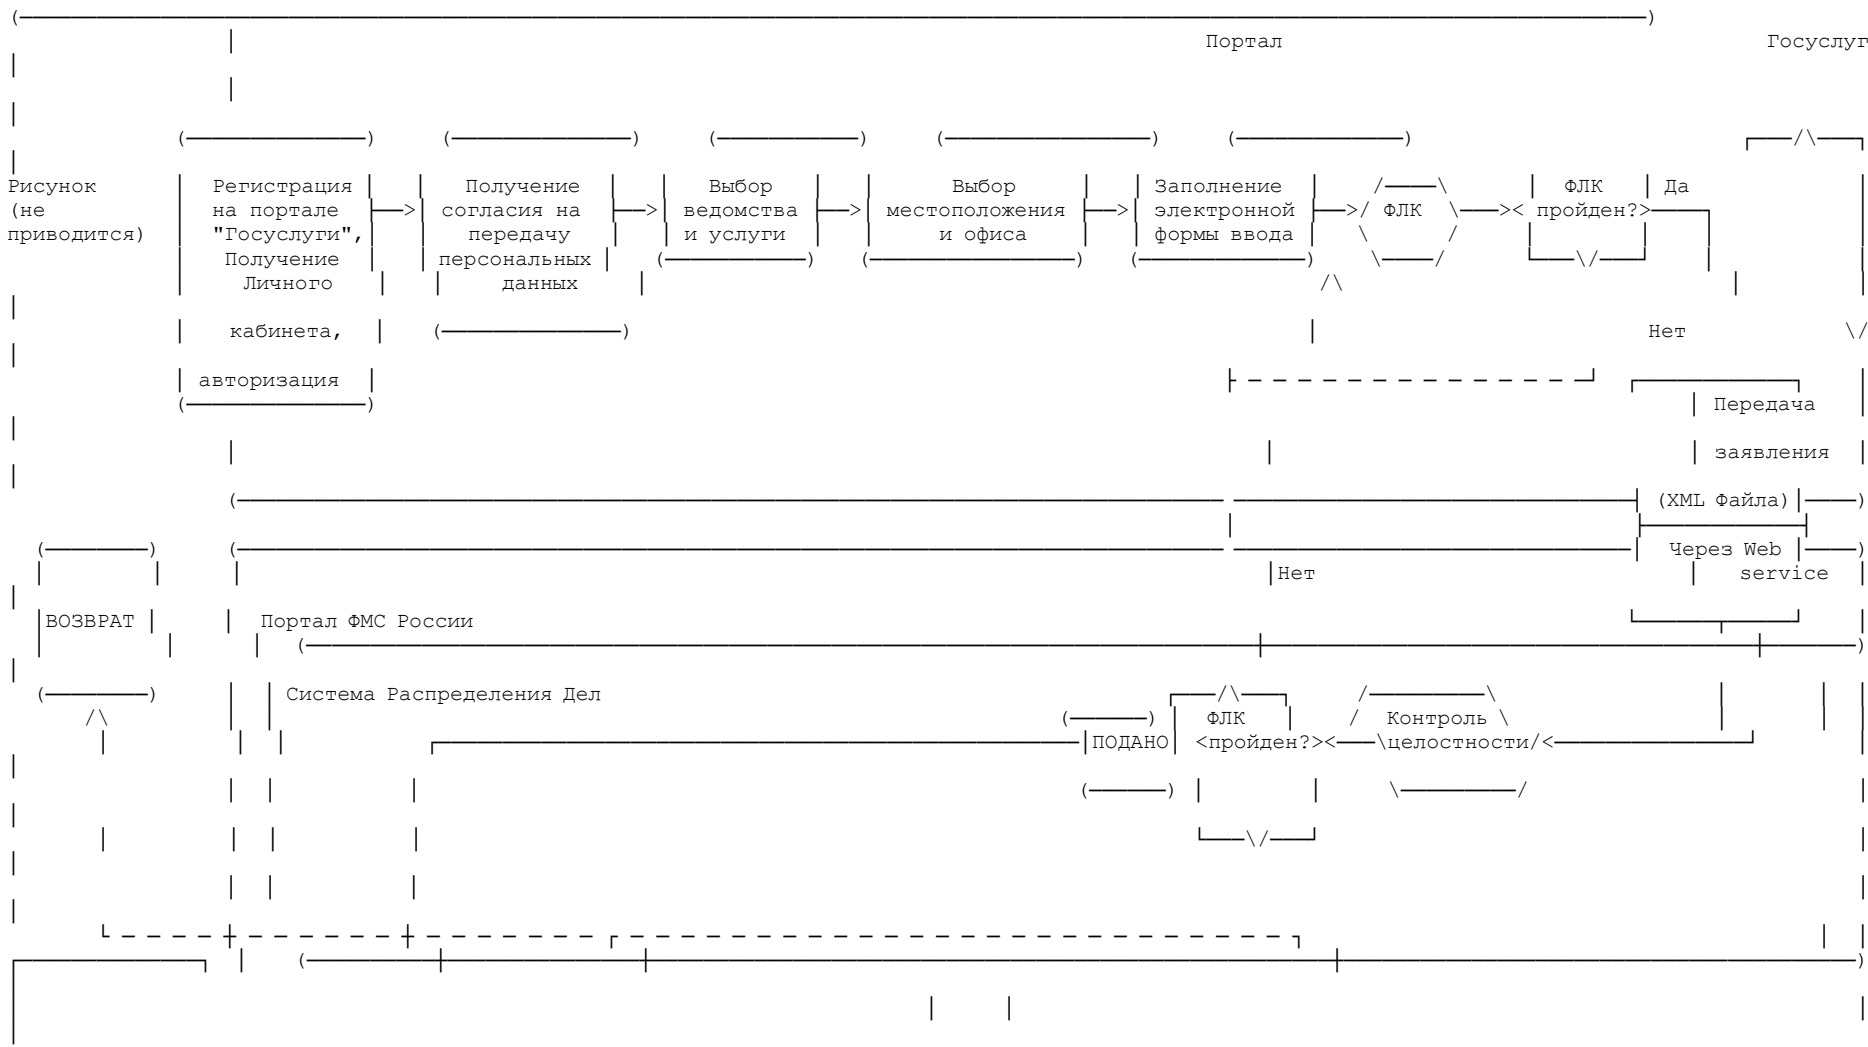 Портал Госуслуг
Рисунок Регистрация Получение Выбор Выбор Заполнение ФЛК Да
(не на портале согласия на ведомства местоположения электронной ФЛК пройден?>
приводится) "Госуслуги", передачу и услуги и офиса формы ввода
Получение персональных
Личного данных
кабинета, Нет
авторизация
Передача
заявления
(XML Файла)
Через Web
Нет service
ВОЗВРАТ Портал ФМС России
Система Распределения Дел
ФЛК Контроль
ПОДАНО <пройден?>< целостности/<